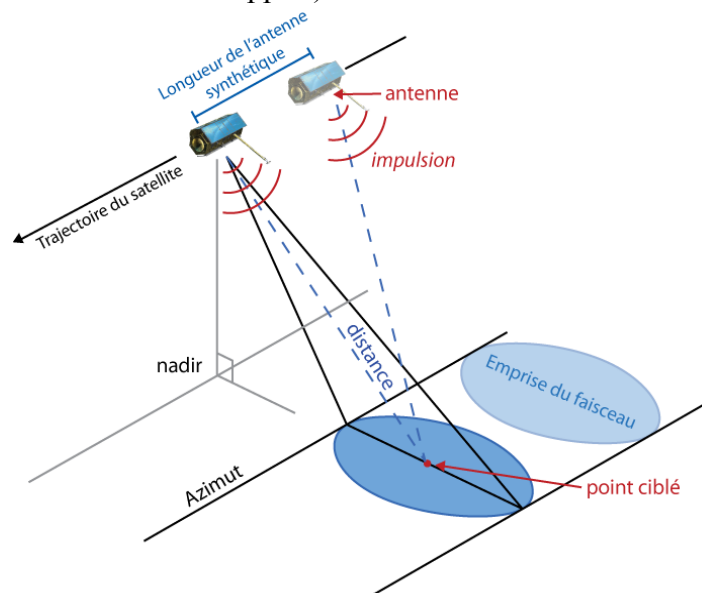 Longueur de l'antenne
synthétique
antenne
impulsion
Trajectoire du satellite
distance
nadir
Emprise du faisceau
Azimut
point ciblé